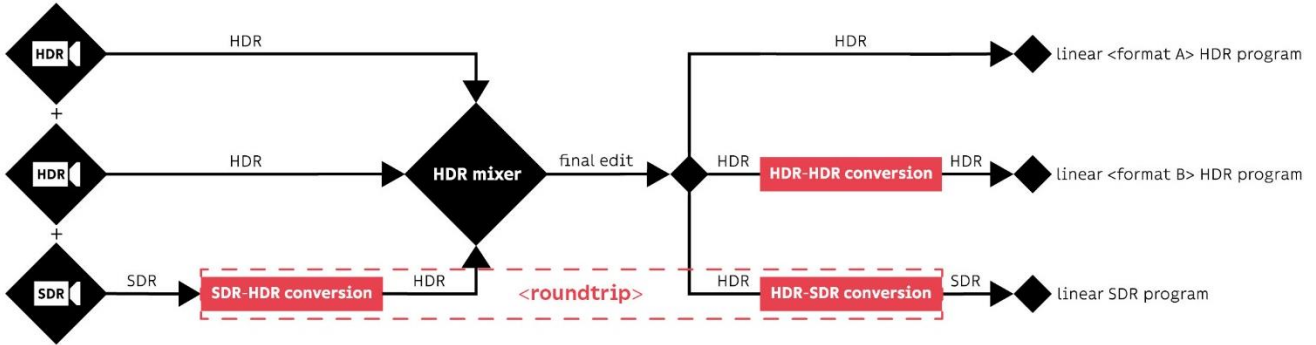 HDR
HDR
HDR
linear <format A> HDR program
+
HDR
HDR
HDR mixer
final edit
HDR
HDR-HDR conversion
HDR
linear <format B> HDR program
+
SDR
SDR
SDR-HDR conversion
HDR
<roundtrip>
HDR
HDR-SDR conversion
SDR
linear SDR program